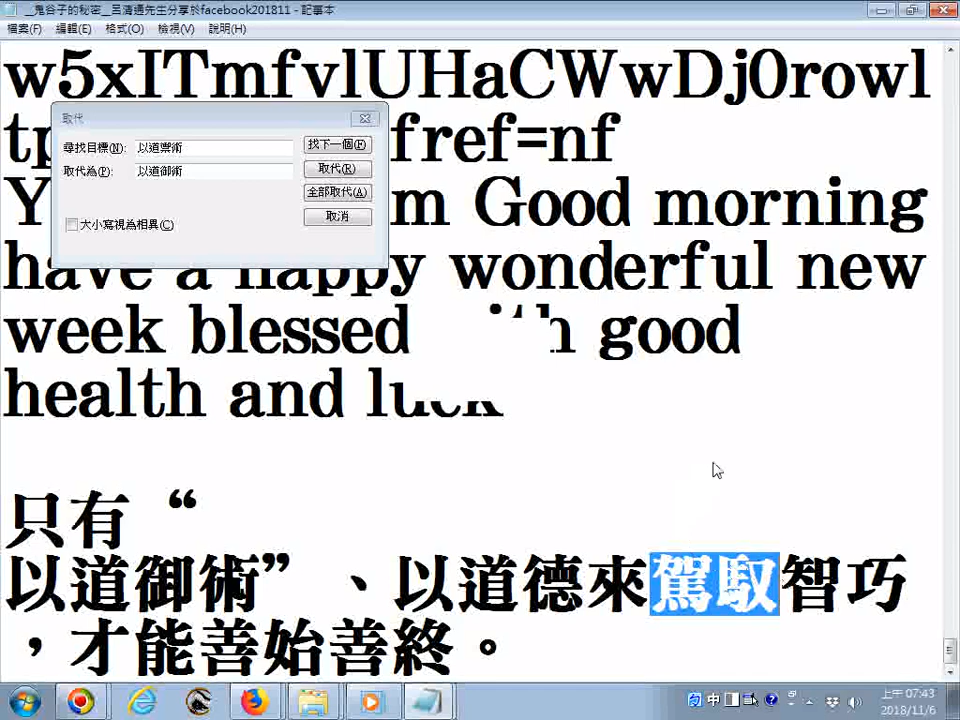 _鬼谷子的秘密__呂清通先生分享於facebook201811 - 記事本
檔案(F) 編輯(E) 格式(O) 檢視(V) 說明(H)
w5xITmfvlUHaCWwDj0rowl
fref=nf
取代
尋找目標(N): 以道禦術 找下一個(F)
取代為(P): 以道御術 取代(R)
全部取代(A)
取消
大小寫視為相異(C)
m Good morning
have a happy wonderful new
week blessed with good
health and luck
只有“
以道御術”、以道德來駕馭智巧
,才能善始善終。
中
上午 07:43
2018/11/6